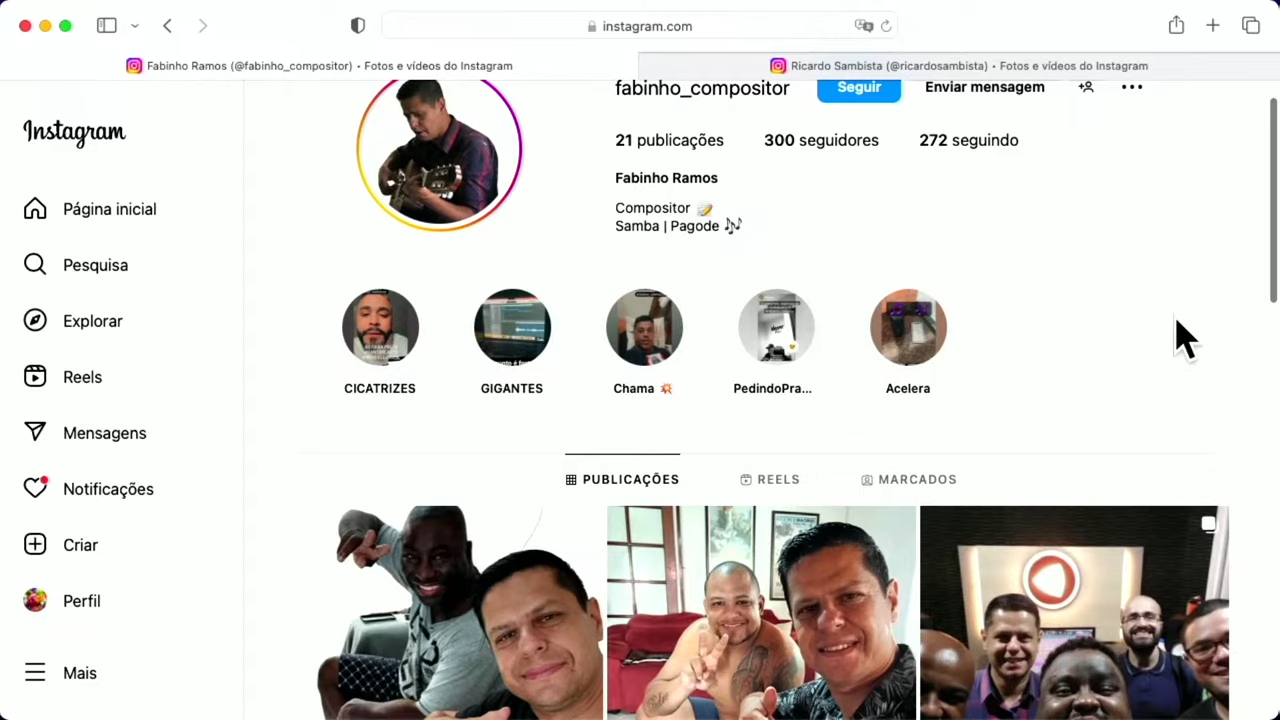 instagram.com
Fabinho Ramos (@fabinho_compositor) • Fotos e vídeos do Instagram
Ricardo Sambista (@ricardosambista) • Fotos e vídeos do Instagram
Instagram
Página inicial
Pesquisa
Explorar
Reels
Mensagens
Notificações
Criar
Perfil
Mais
fabinho_compositor
Seguir
Enviar mensagem
21 publicações
300 seguidores
272 seguindo
Fabinho Ramos
Compositor 📝
Samba | Pagode 🎶
CICATRIZES
GIGANTES
Chama 💥
PedindoPra...
Acelera
PUBLICAÇÕES
REELS
MARCADOS